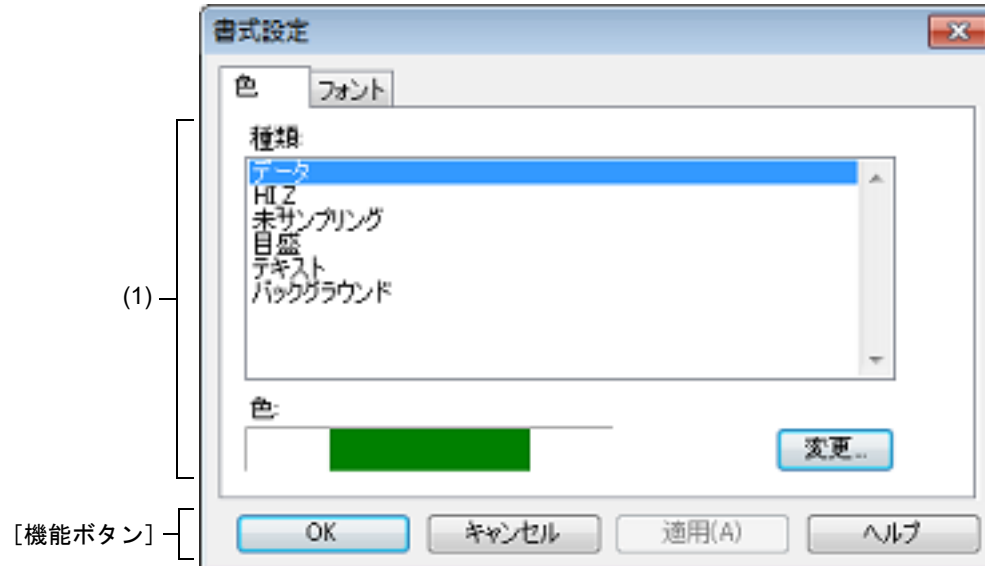 書式設定
色 フォント
種類:
データ
HI Z
未サンプリング
目盛
テキスト
バックグラウンド
(1)
色:
変更...
[機能ボタン]
OK キャンセル 適用(A) ヘルプ